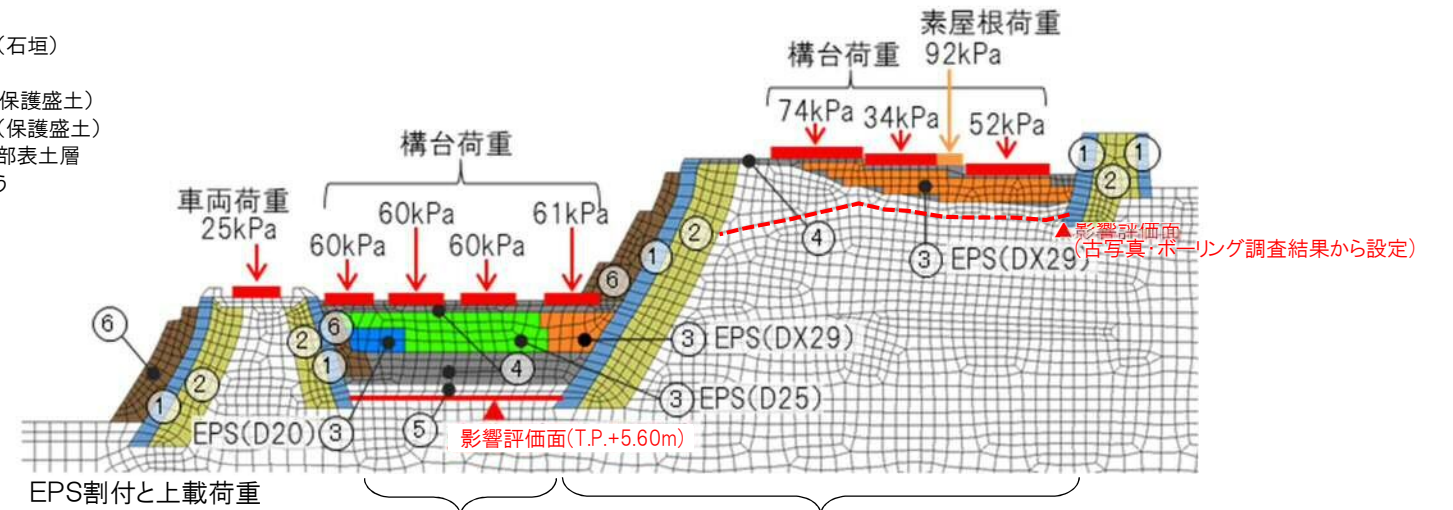 (石垣)
保護盛土)
(保護盛土)
部表土層
う
素屋根荷重
92kPa
構台荷重
74kPa 34kPa 52kPa
構台荷重
車両荷重
25kPa
60kPa 61kPa
60kPa 60kPa
① ① ②
② ① ⑥
④
▲影響評価面
(古写真・ボーリング調査結果から設定)
③ EPS(DX29)
⑥ ① ②
⑥ ② ①
③ EPS(DX29)
④
③ EPS(D25)
EPS(D20) ③
⑤
影響評価面(T.P.+5.60m)
EPS割付と上載荷重